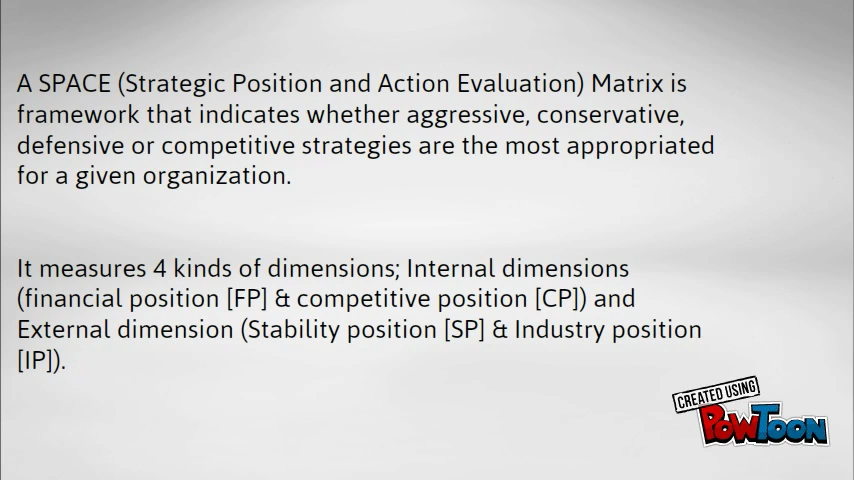 A SPACE (Strategic Position and Action Evaluation) Matrix is
framework that indicates whether aggressive, conservative,
defensive or competitive strategies are the most appropriated
for a given organization.
It measures 4 kinds of dimensions; Internal dimensions
(financial position [FP] & competitive position [CP]) and
External dimension (Stability position [SP] & Industry position
[IP]).
CREATED USING
POWTOON